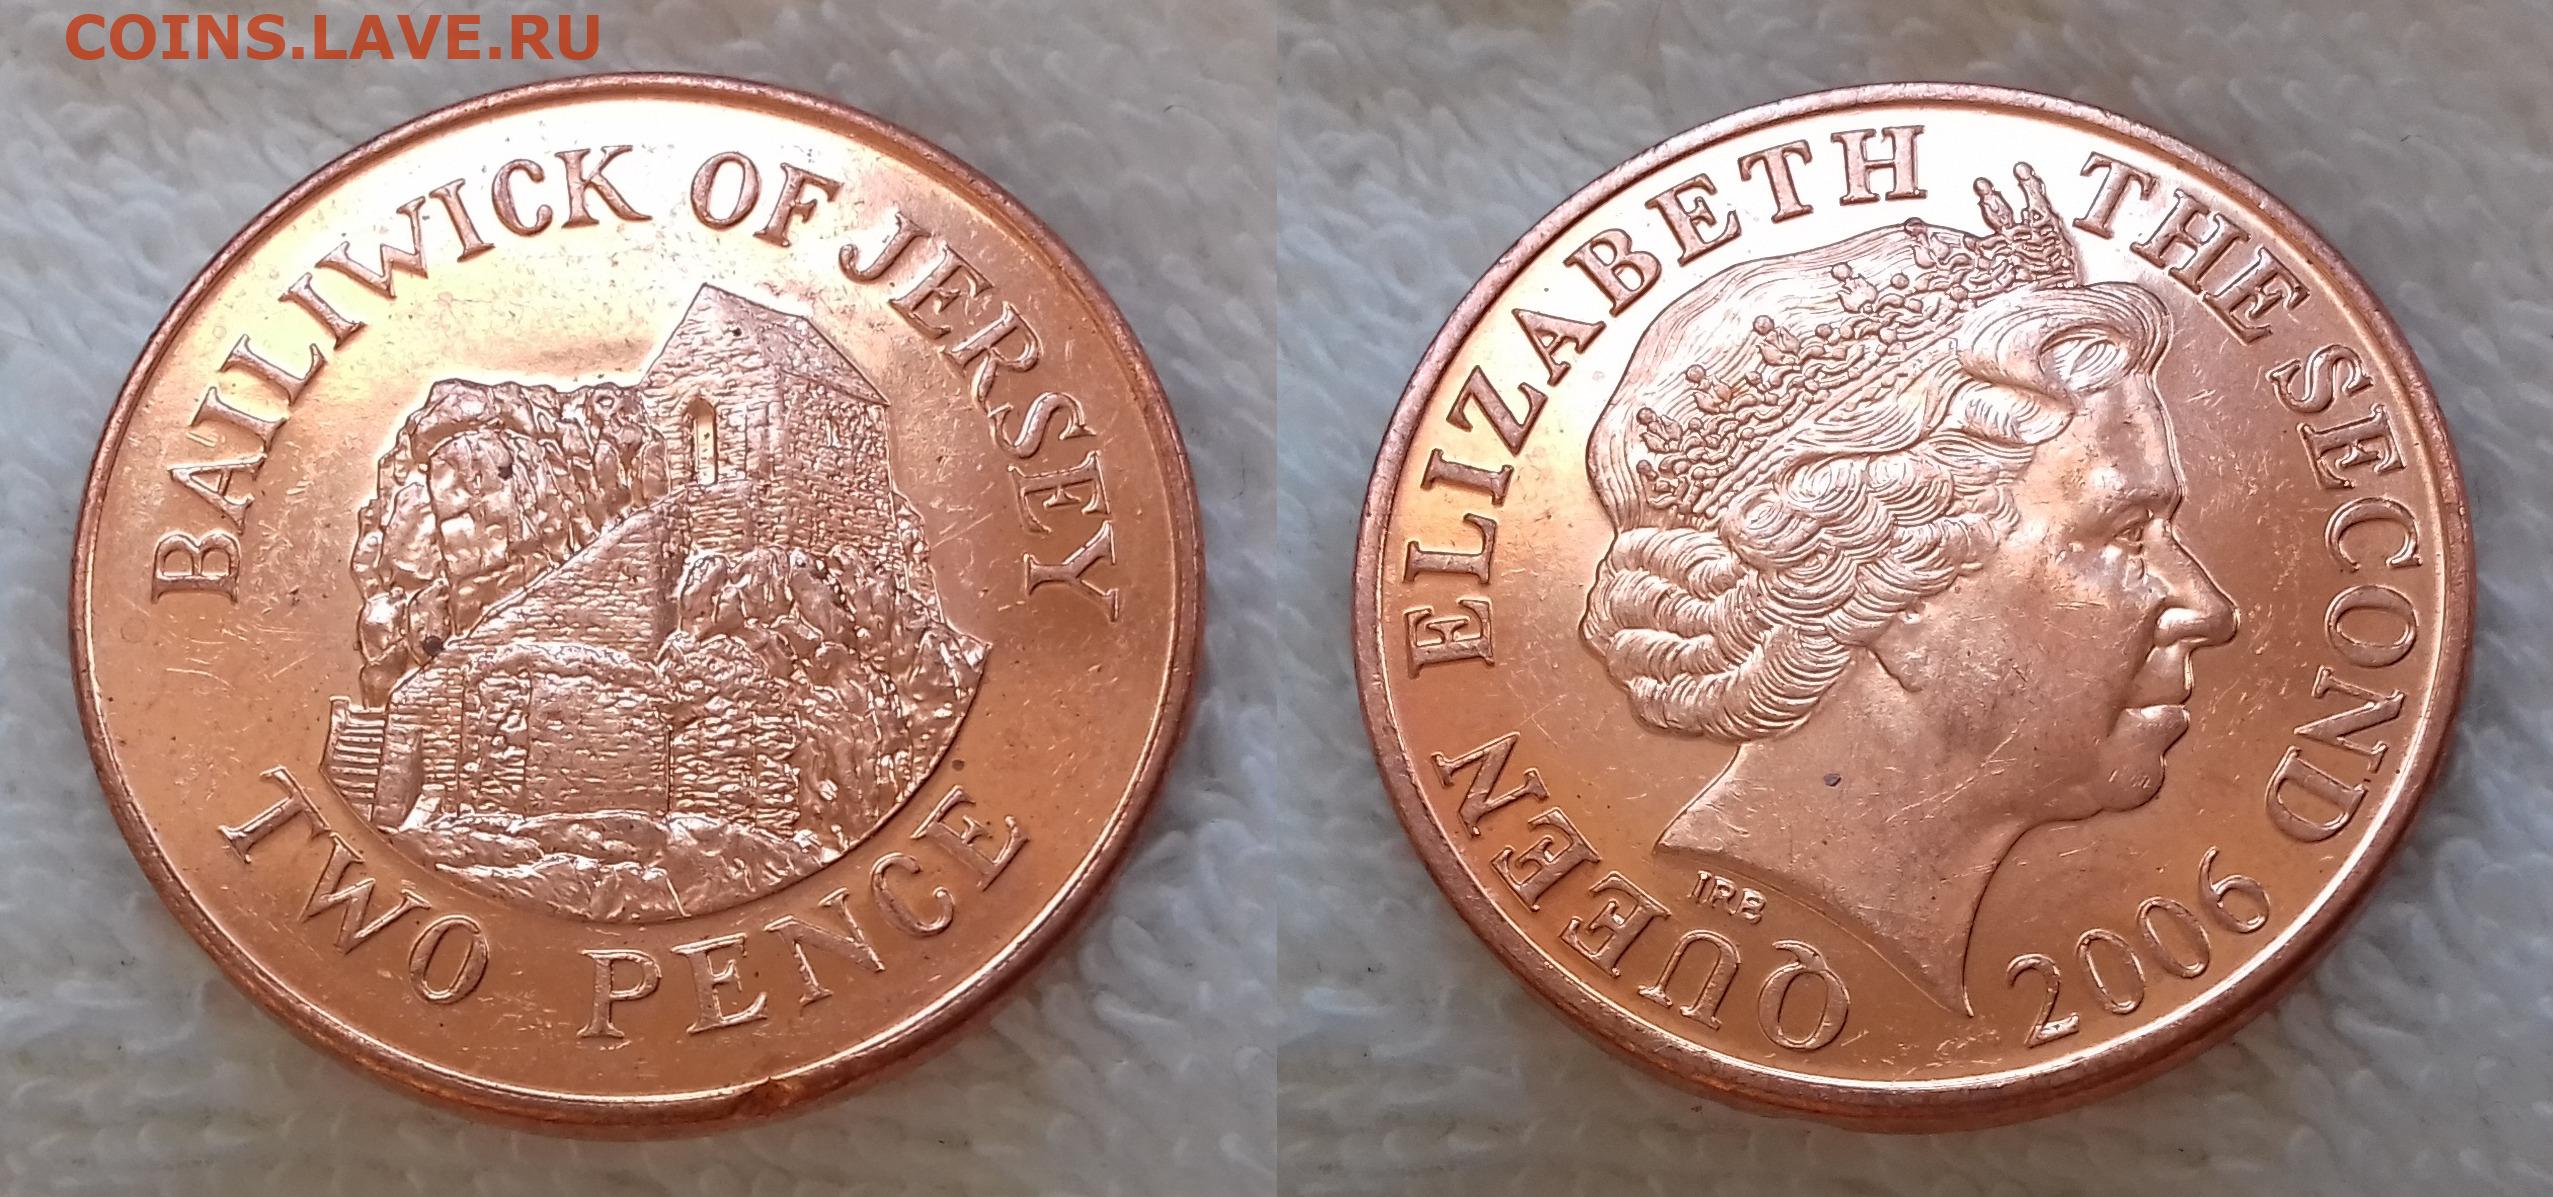 COINS.LAVE.RU
BAILIWICK OF JERSEY
TWO PENCE
QUEEN ELIZABETH THE SECOND
2006
IRB